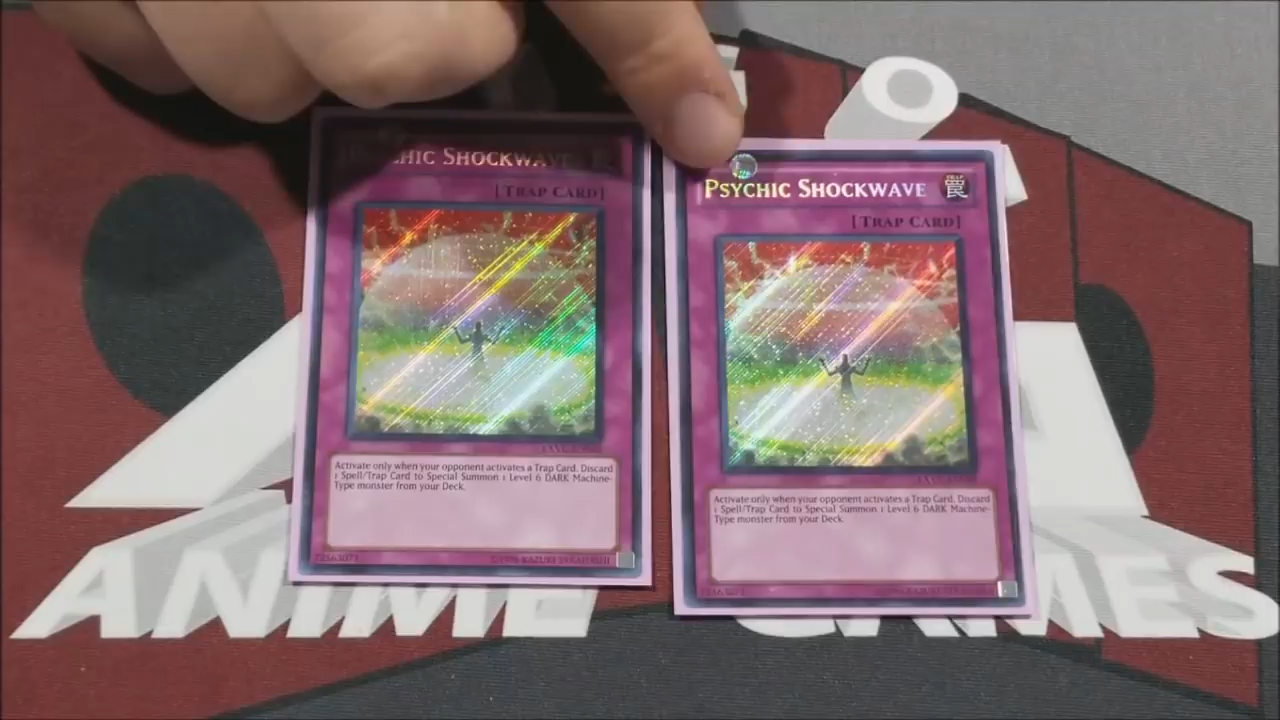 PSYCHIC SHOCKWAVE
[TRAP CARD]
Activate only when your opponent activates a Trap Card. Discard
1 Spell/Trap Card to Special Summon 1 Level 6 DARK Machine-
Type monster from your Deck.
PSYCHIC SHOCKWAVE
罠
[TRAP CARD]
Activate only when your opponent activates a Trap Card. Discard
1 Spell/Trap Card to Special Summon 1 Level 6 DARK Machine-
Type monster from your Deck.
ANIME GAMES